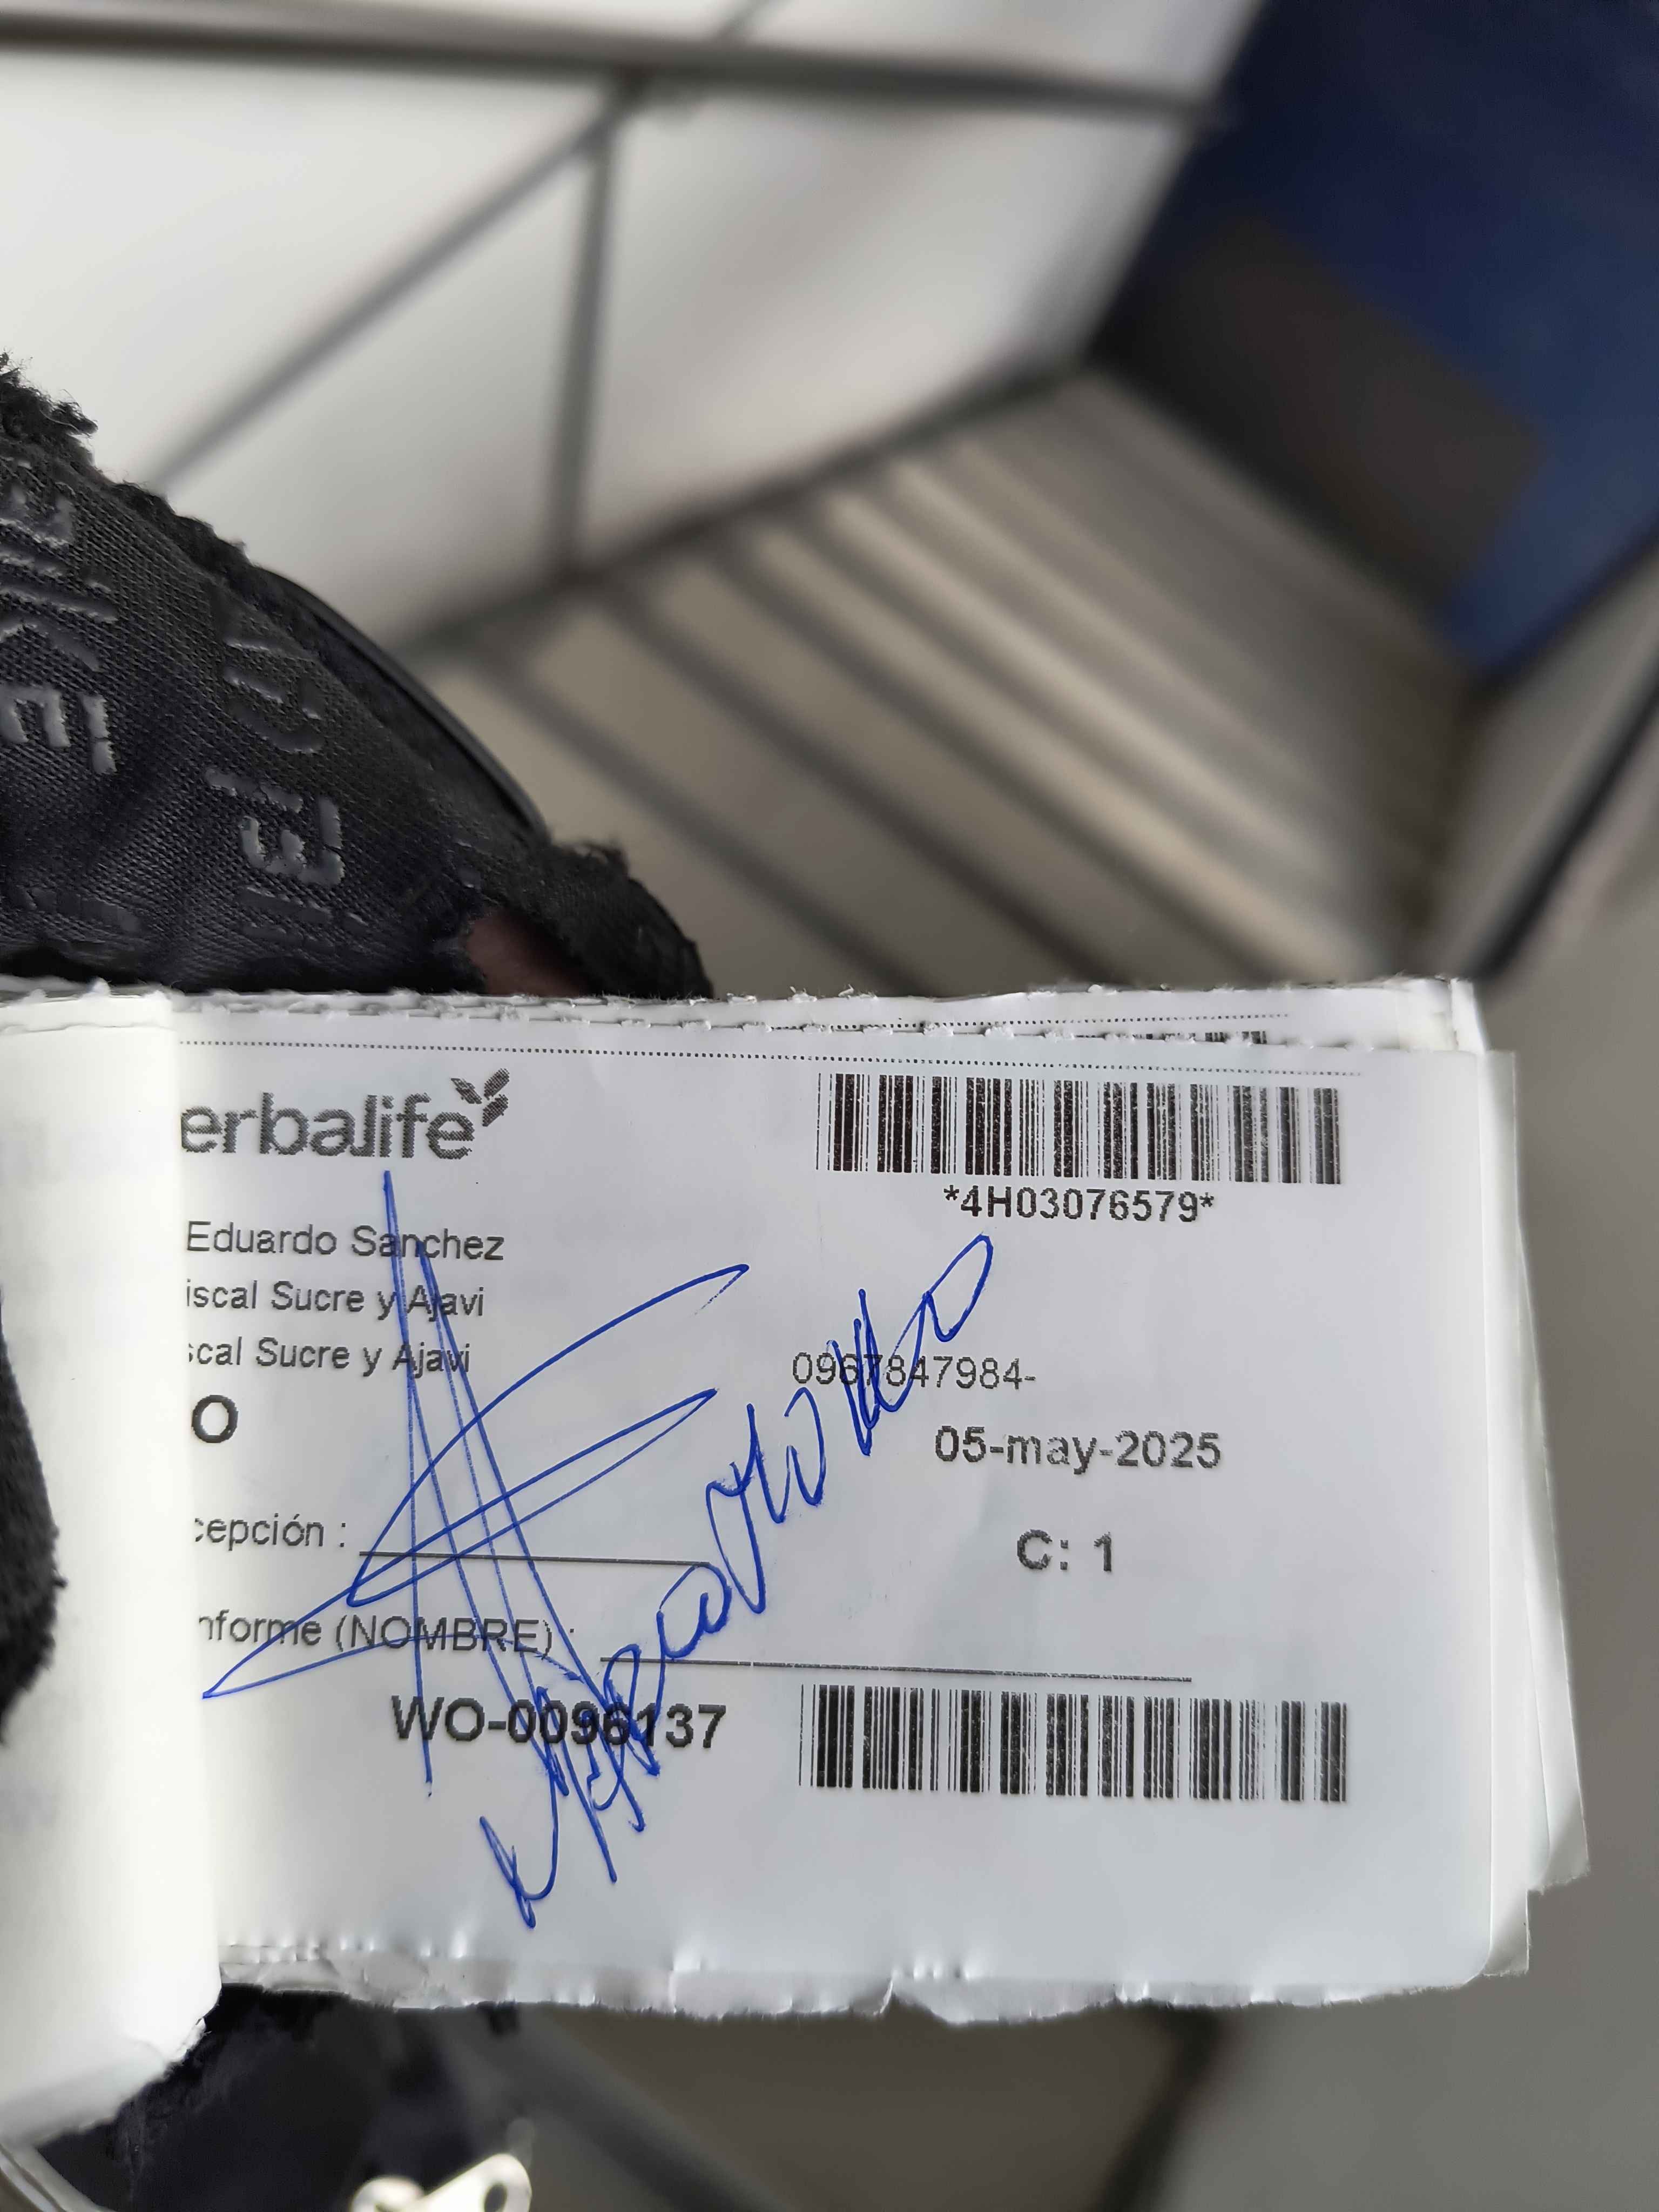 erbalife
*4H03076579*
Eduardo Sanchez
iscal Sucre y Ajavi
scal Sucre y Ajavi
0967847984-
O
05-may-2025
cepción :
C: 1
nforme (NOMBRE) :
WO-0096137